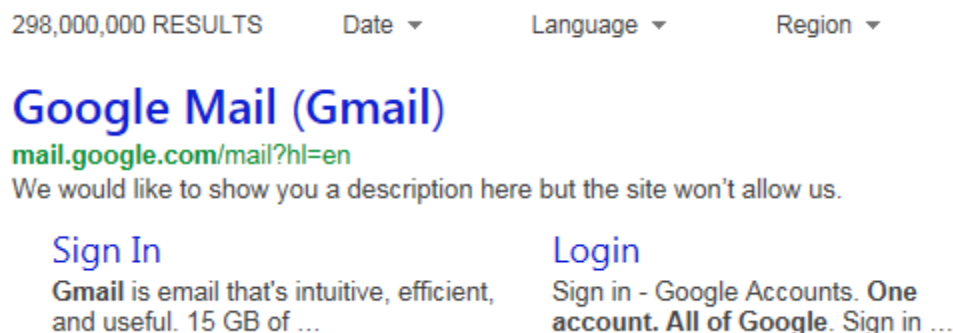 298,000,000 RESULTS Date Language Region
Google Mail (Gmail)
mail.google.com/mail?hl=en
We would like to show you a description here but the site won’t allow us.
Sign In
Gmail is email that's intuitive, efficient,
and useful. 15 GB of ...
Login
Sign in - Google Accounts. One
account. All of Google. Sign in ...